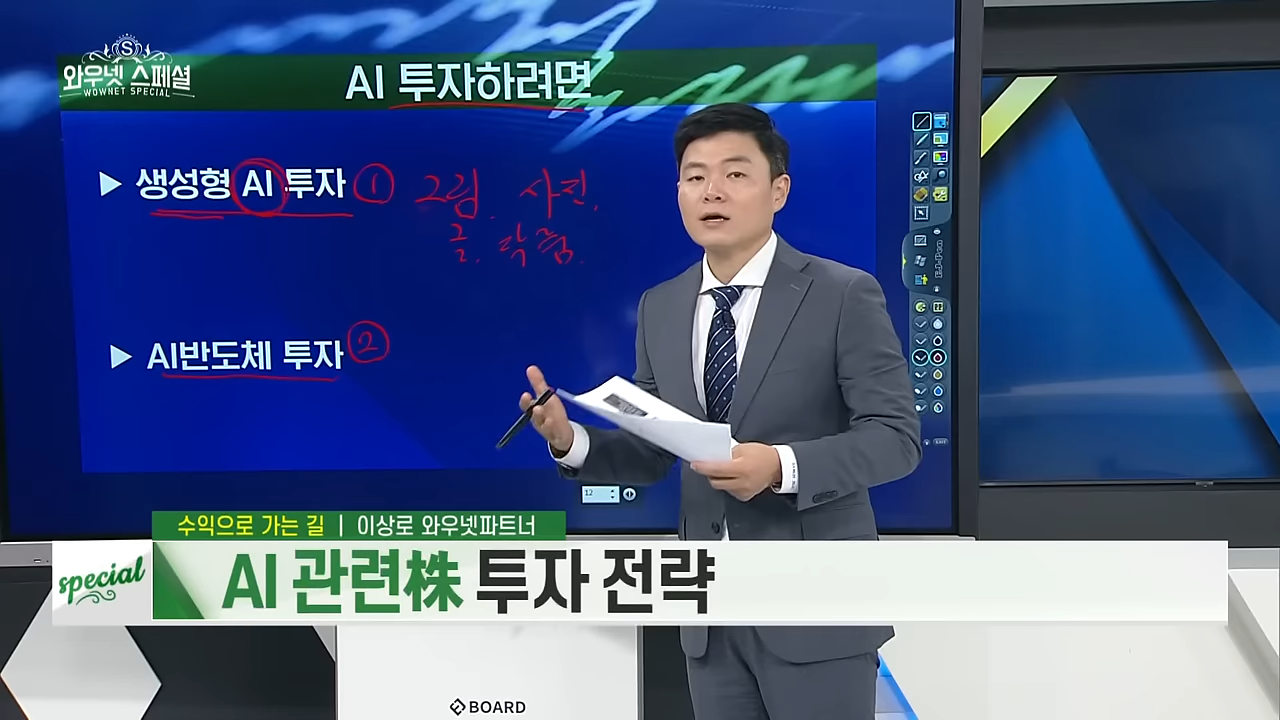 와우넷 스페셜
WOWNET SPECIAL
AI 투자하려면
▶ 생성형 AI 투자 ① 그림. 사진.
글.
▶ AI반도체 투자 ②
12
EXIT
수익으로 가는 길 | 이상로 와우넷파트너
special
AI 관련株 투자 전략
BOARD